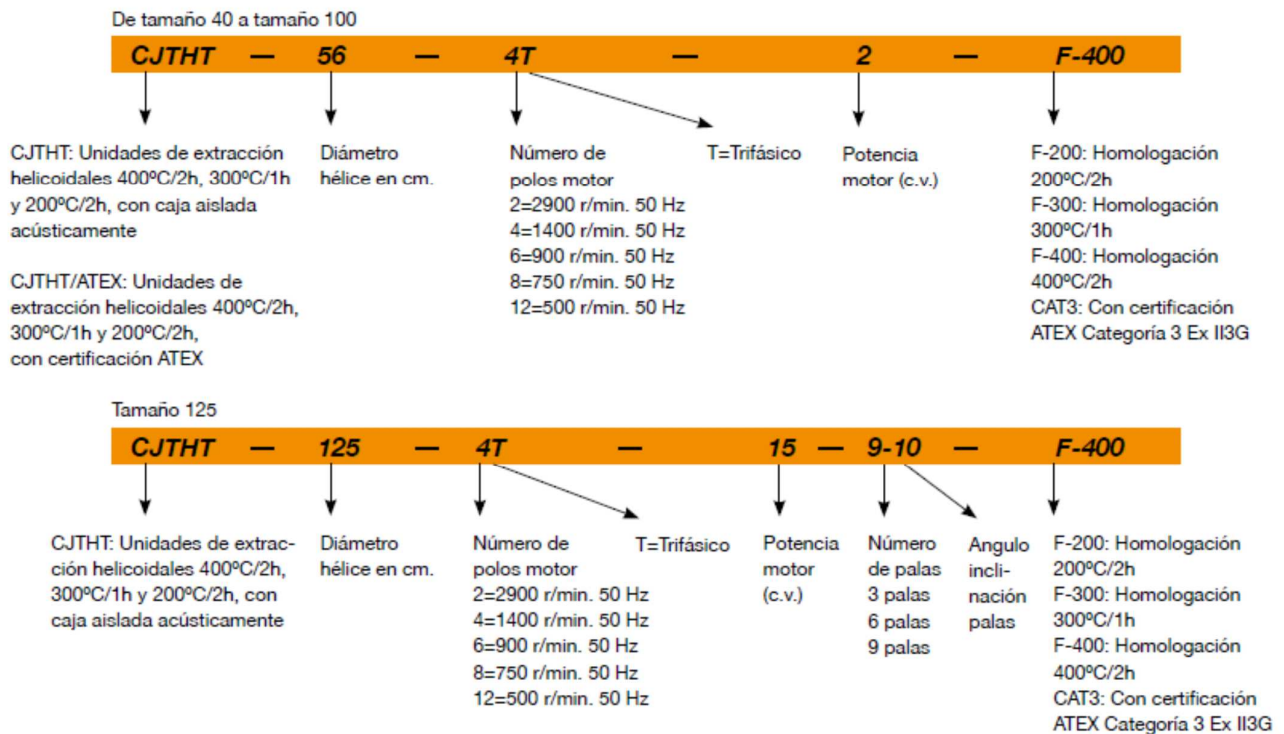 De tamaño 40 a tamaño 100
CJTHT — 56 — 4T — 2 — F-400
CJTHT: Unidades de extracción
helicoidales 400ºC/2h, 300ºC/1h
y 200ºC/2h, con caja aislada
acústicamente
CJTHT/ATEX: Unidades de
extracción helicoidales 400ºC/2h,
300ºC/1h y 200ºC/2h,
con certificación ATEX
Diámetro
hélice en cm.
Número de
polos motor
2=2900 r/min. 50 Hz
4=1400 r/min. 50 Hz
6=900 r/min. 50 Hz
8=750 r/min. 50 Hz
12=500 r/min. 50 Hz
T=Trifásico
Potencia
motor (c.v.)
F-200: Homologación
200ºC/2h
F-300: Homologación
300ºC/1h
F-400: Homologación
400ºC/2h
CAT3: Con certificación
ATEX Categoría 3 Ex II3G
Tamaño 125
CJTHT — 125 — 4T — 15 — 9-10 — F-400
CJTHT: Unidades de extrac-
ción helicoidales 400ºC/2h,
300ºC/1h y 200ºC/2h, con
caja aislada acústicamente
Diámetro
hélice en cm.
Número de
polos motor
2=2900 r/min. 50 Hz
4=1400 r/min. 50 Hz
6=900 r/min. 50 Hz
8=750 r/min. 50 Hz
12=500 r/min. 50 Hz
T=Trifásico
Potencia
motor
(c.v.)
Número
de palas
3 palas
6 palas
9 palas
Angulo
incli-
nación
palas
F-200: Homologación
200ºC/2h
F-300: Homologación
300ºC/1h
F-400: Homologación
400ºC/2h
CAT3: Con certificación
ATEX Categoría 3 Ex II3G